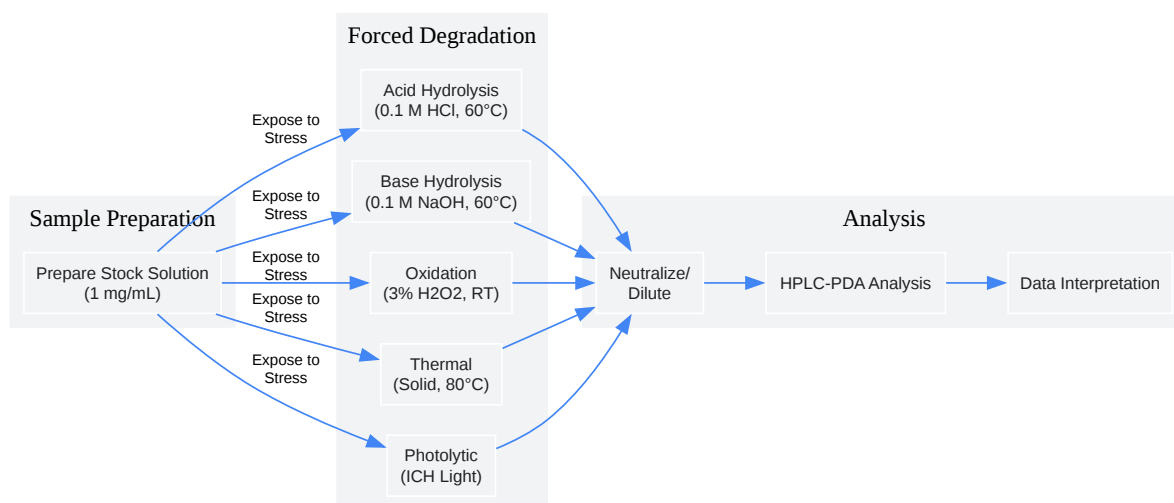 Forced Degradation
Acid Hydrolysis
(0.1 M HCl, 60°C)
Expose to
Stress
Base Hydrolysis
(0.1 M NaOH, 60°C)
Expose to
Stress
Sample Preparation
Analysis
Prepare Stock Solution
(1 mg/mL)
Expose to
Stress
Oxidation
(3% H2O2, RT)
Neutralize/
Dilute
HPLC-PDA Analysis
Data Interpretation
Expose to
Stress
Thermal
(Solid, 80°C)
Expose to
Stress
Photolytic
(ICH Light)